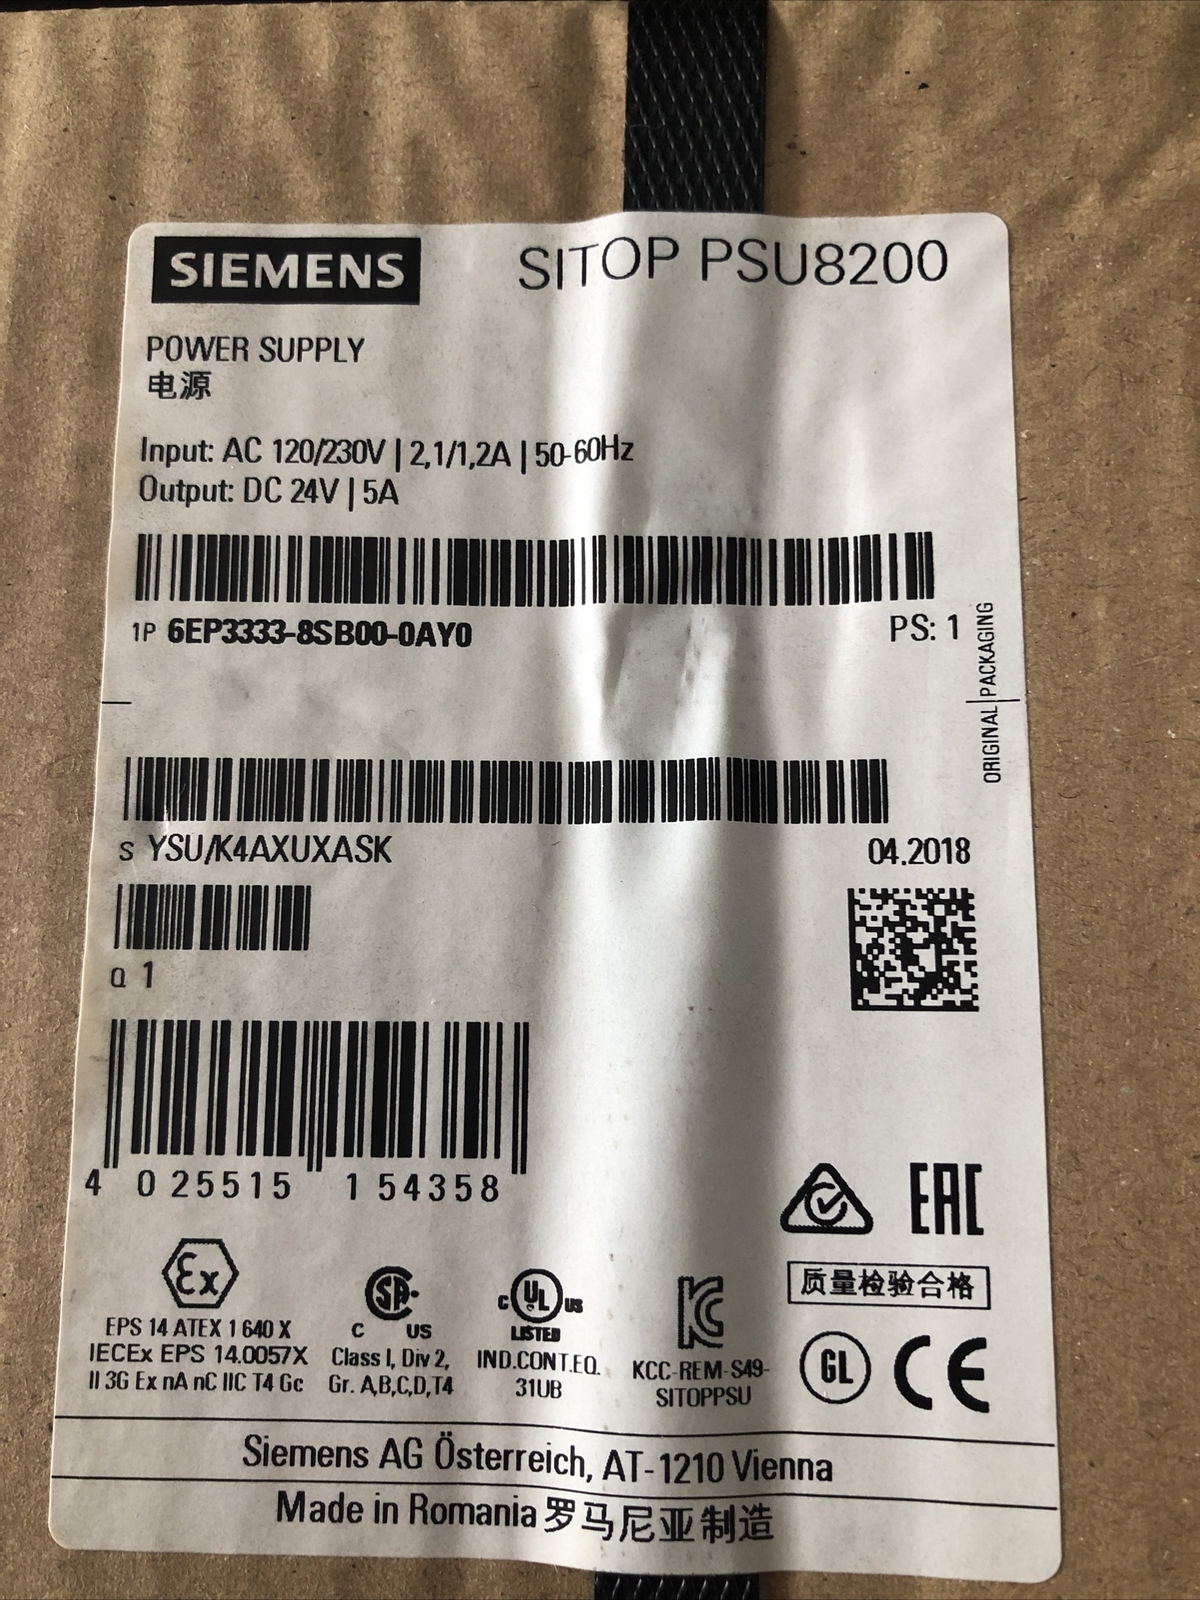 SIEMENS
SITOP PSU8200
POWER SUPPLY
电源
Input: AC 120/230V | 2,1/1,2A | 50-60Hz
Output: DC 24V | 5A
1P 6EP3333-8SB00-0AY0
PS: 1
ORIGINAL PACKAGING
S YSU/K4AXUXASK
04.2018
Q 1
4 025515 154358
EAC
Ex
EPS 14 ATEX 1 640 X
IECEx EPS 14.0057X
II 3G Ex nA nC IIC T4 Gc
SA
C US
Class I, Div 2,
Gr. A,B,C,D,T4
C UL US
LISTED
IND.CONT.EQ.
31UB
KC
KCC-REM-S49-
SITOPPSU
质量检验合格
GL
CE
Siemens AG Österreich, AT-1210 Vienna
Made in Romania 罗马尼亚制造